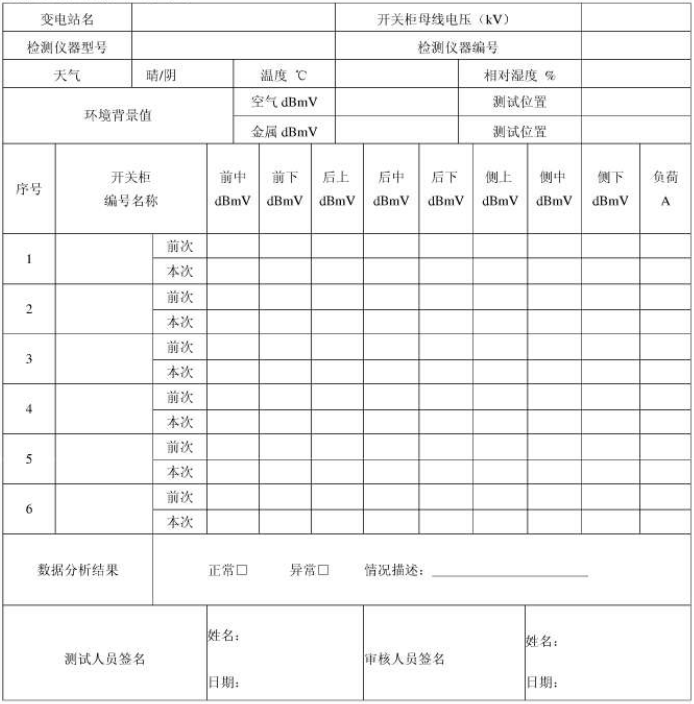 变电站名 开关柜母线电压（kV）
检测仪器型号 检测仪器编号
天气 晴/阴 温度 ℃ 相对湿度 %
环境背景值 空气 dBmV 测试位置
金属 dBmV 测试位置
序号 开关柜编号名称 前中 dBmV 前下 dBmV 后上 dBmV 后中 dBmV 后下 dBmV 侧上 dBmV 侧中 dBmV 侧下 dBmV 负荷 A
1 前次
本次
2 前次
本次
3 前次
本次
4 前次
本次
5 前次
本次
6 前次
本次
数据分析结果 正常□ 异常□ 情况描述：
测试人员签名 姓名： 审核人员签名 姓名：
日期： 日期：